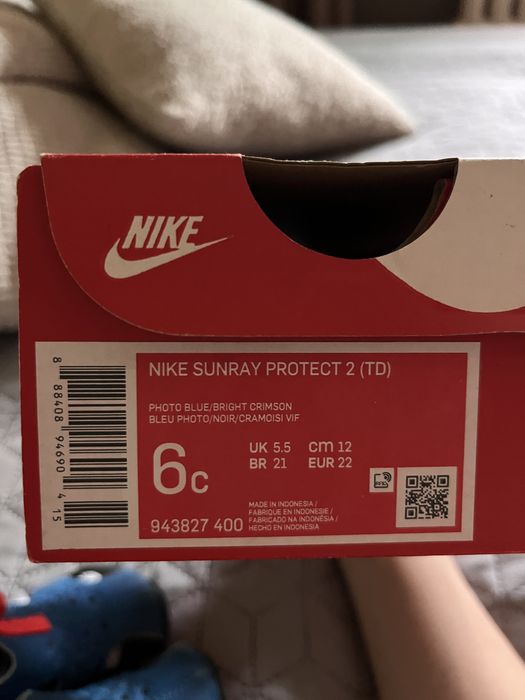 NIKE
NIKE SUNRAY PROTECT 2 (TD)
PHOTO BLUE/BRIGHT CRIMSON
BLEU PHOTO/NOIR/CRAMOISI VIF
6C
UK 5.5 CM 12
BR 21 EUR 22
MADE IN INDONESIA /
FABRIQUE EN INDONESIE /
FABRICADO NA INDONÉSIA /
HECHO EN INDONESIA
943827 400
8 88408 94690 4 15